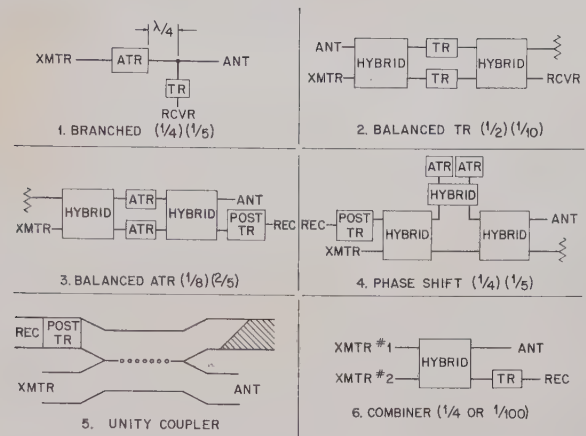 λ/4
XMTR ATR ANT
TR
RCVR
1. BRANCHED (1/4)(1/5)
ANT HYBRID TR HYBRID
XMTR TR RCVR
2. BALANCED TR (1/2)(1/10)
HYBRID ATR HYBRID ANT
XMTR ATR POST TR REC
3. BALANCED ATR (1/8)(2/5)
ATR ATR
HYBRID
REC POST TR HYBRID HYBRID ANT
XMTR
4. PHASE SHIFT (1/4)(1/5)
REC POST TR
XMTR ANT
5. UNITY COUPLER
XMTR #1 HYBRID ANT
XMTR #2 TR REC
6. COMBINER (1/4 OR 1/100)